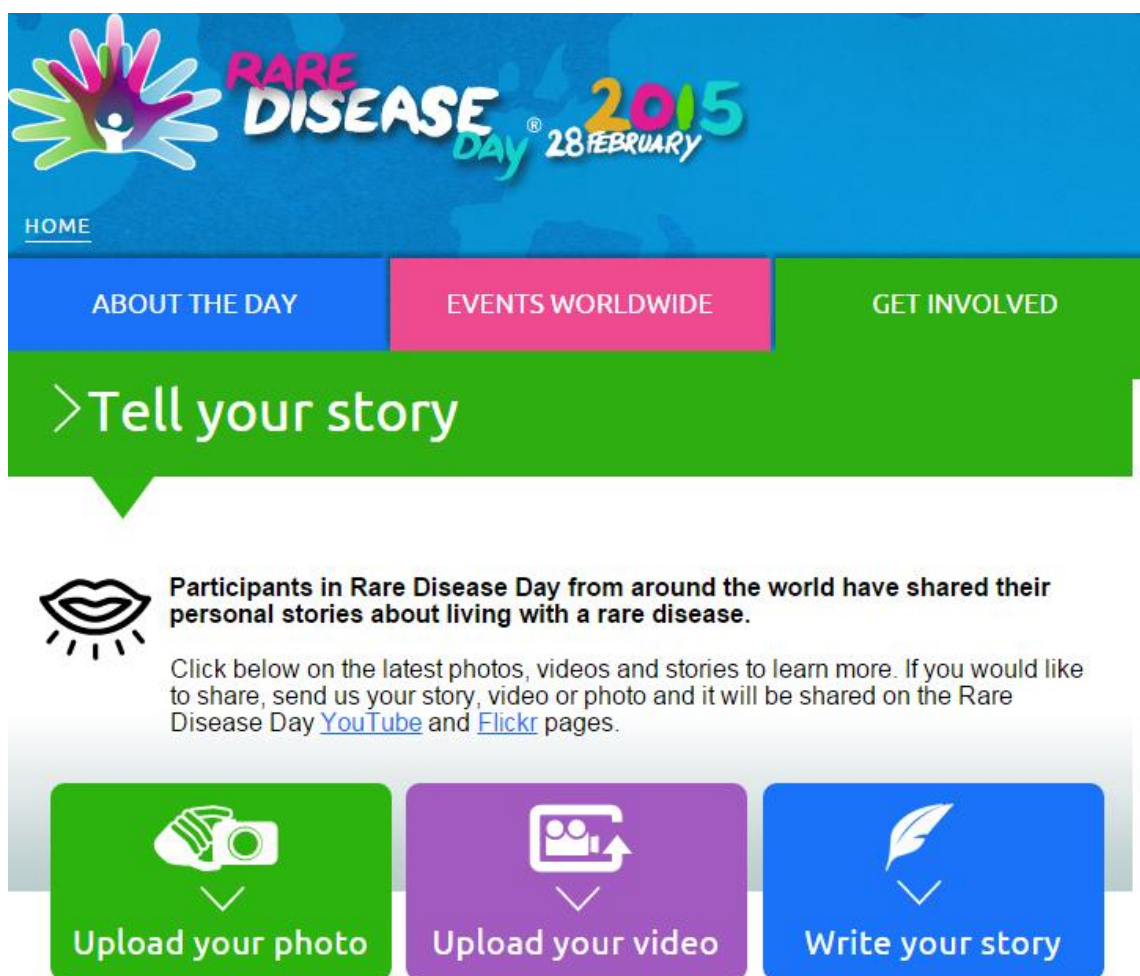 RARE
DISEASE
DAY® 28 FEBRUARY 2015
HOME
ABOUT THE DAY
EVENTS WORLDWIDE
GET INVOLVED
>Tell your story
Participants in Rare Disease Day from around the world have shared their
personal stories about living with a rare disease.
Click below on the latest photos, videos and stories to learn more. If you would like
to share, send us your story, video or photo and it will be shared on the Rare
Disease Day YouTube and Flickr pages.
Upload your photo
Upload your video
Write your story